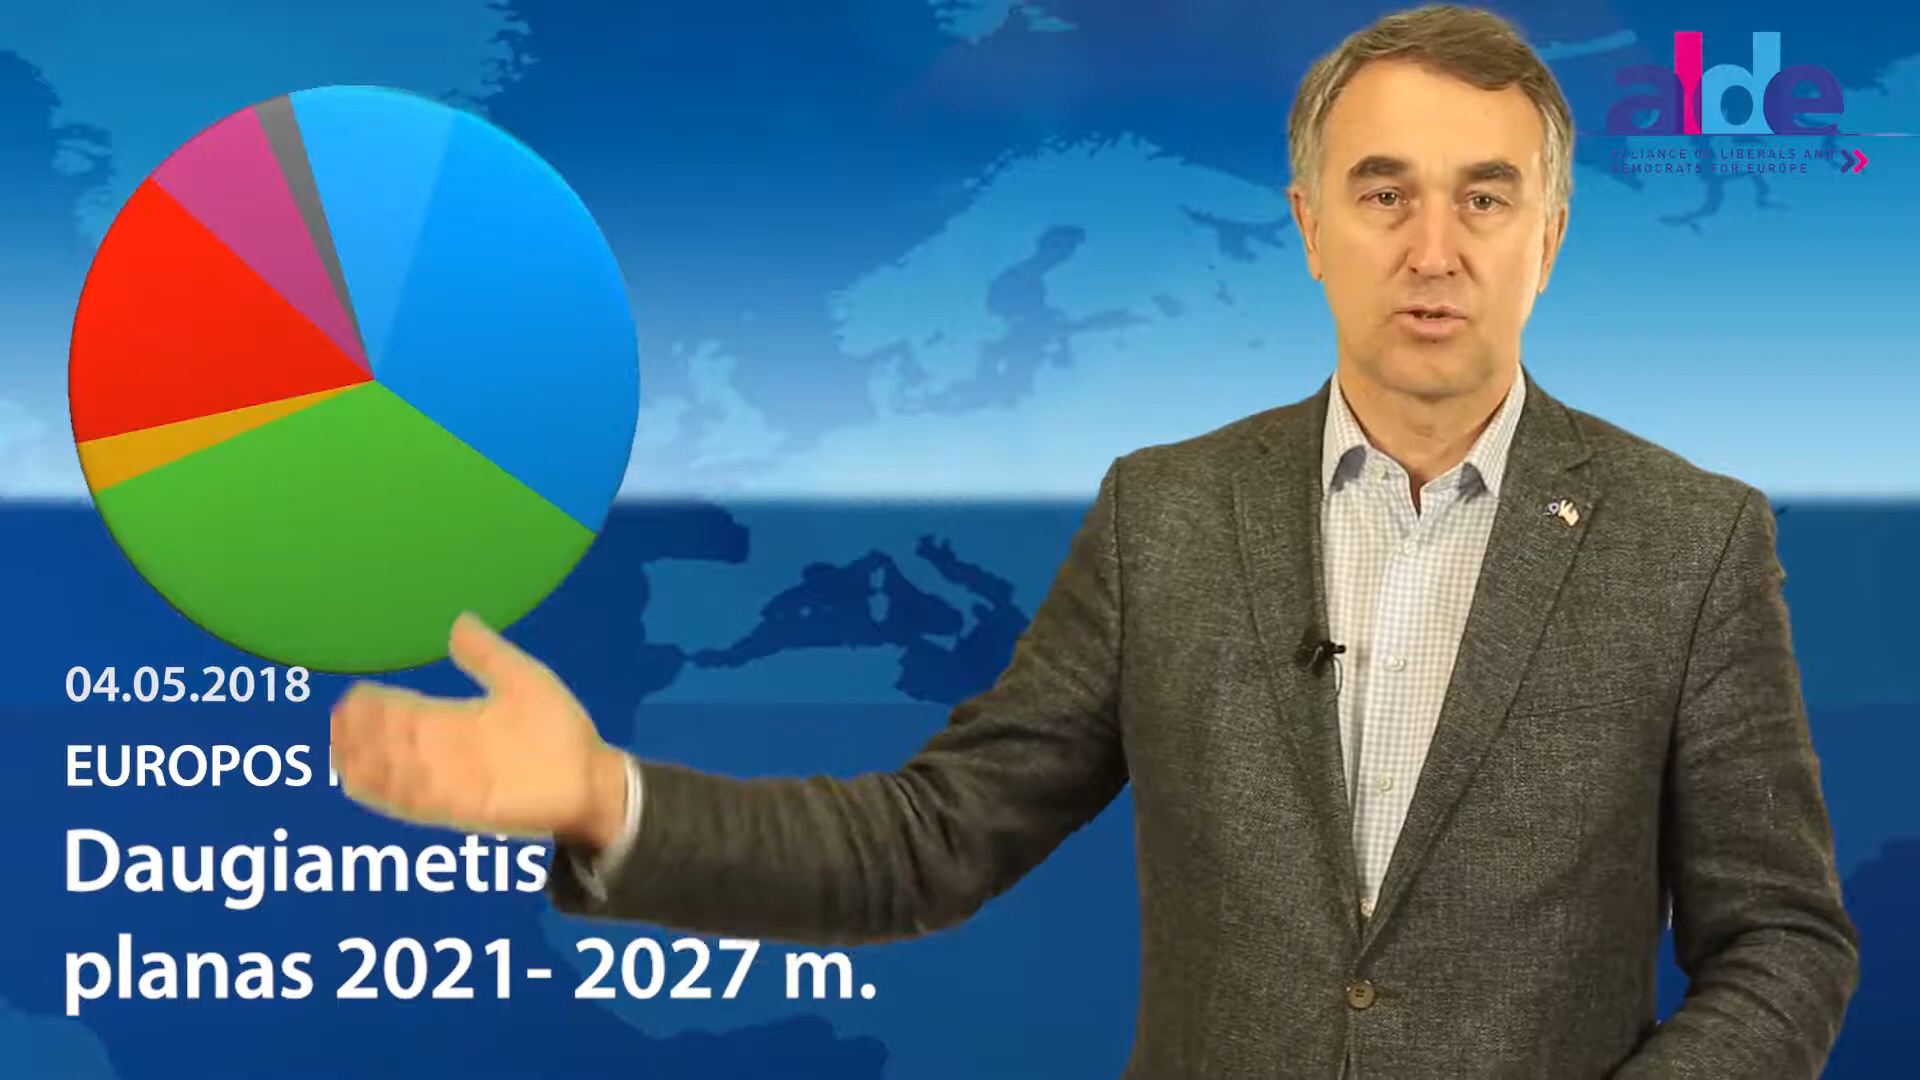 alde
ALLIANCE OF LIBERALS AND
DEMOCRATS FOR EUROPE
04.05.2018
EUROPOS
Daugiametis
planas 2021- 2027 m.